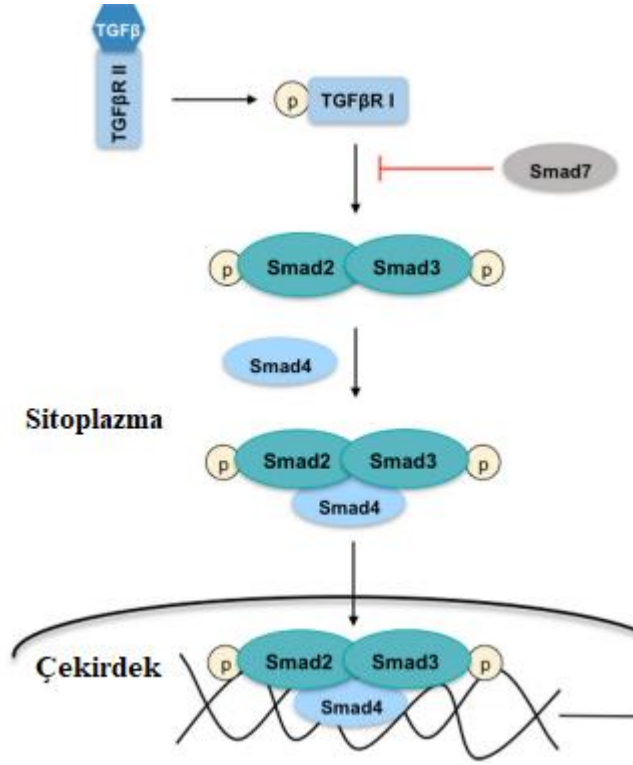 TGFβ
TGFβR II
p
TGFβR I
Smad7
p
Smad2
Smad3
p
Smad4
Sitoplazma
p
Smad2
Smad3
p
Smad4
Çekirdek
p
Smad2
Smad3
p
Smad4